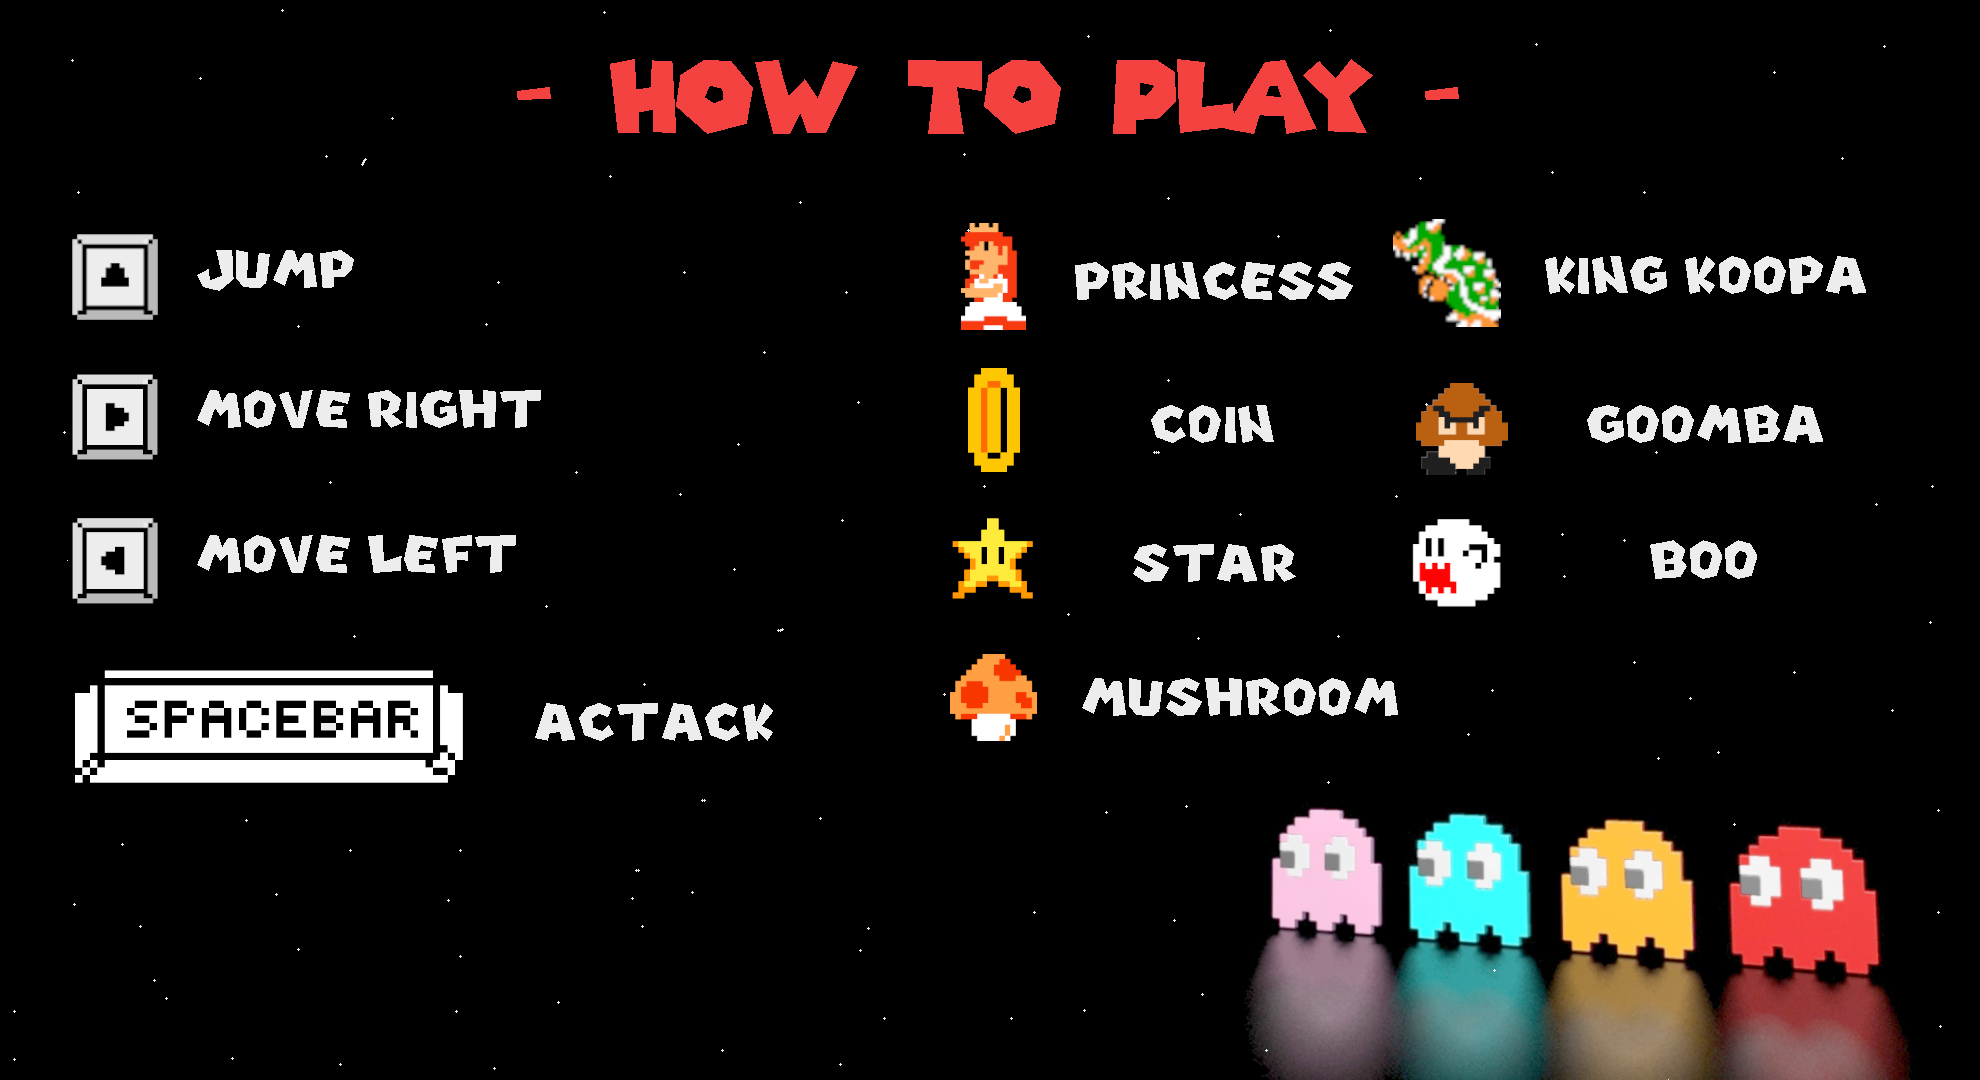 - HOW TO PLAY -
JUMP
MOVE RIGHT
MOVE LEFT
SPACEBAR ACTACK
PRINCESS
COIN
STAR
MUSHROOM
KING KOOPA
GOOMBA
BOO